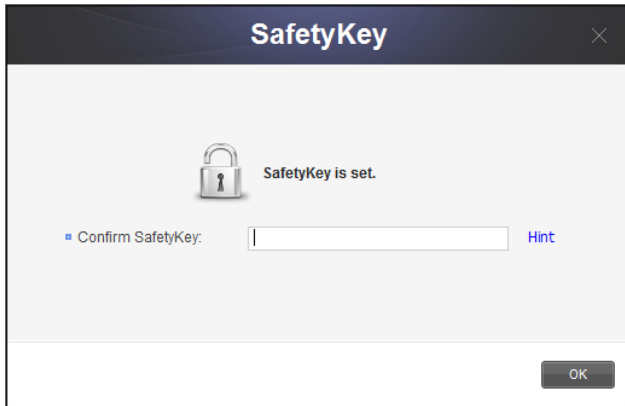 SafetyKey
SafetyKey is set.
Confirm SafetyKey:
Hint
OK